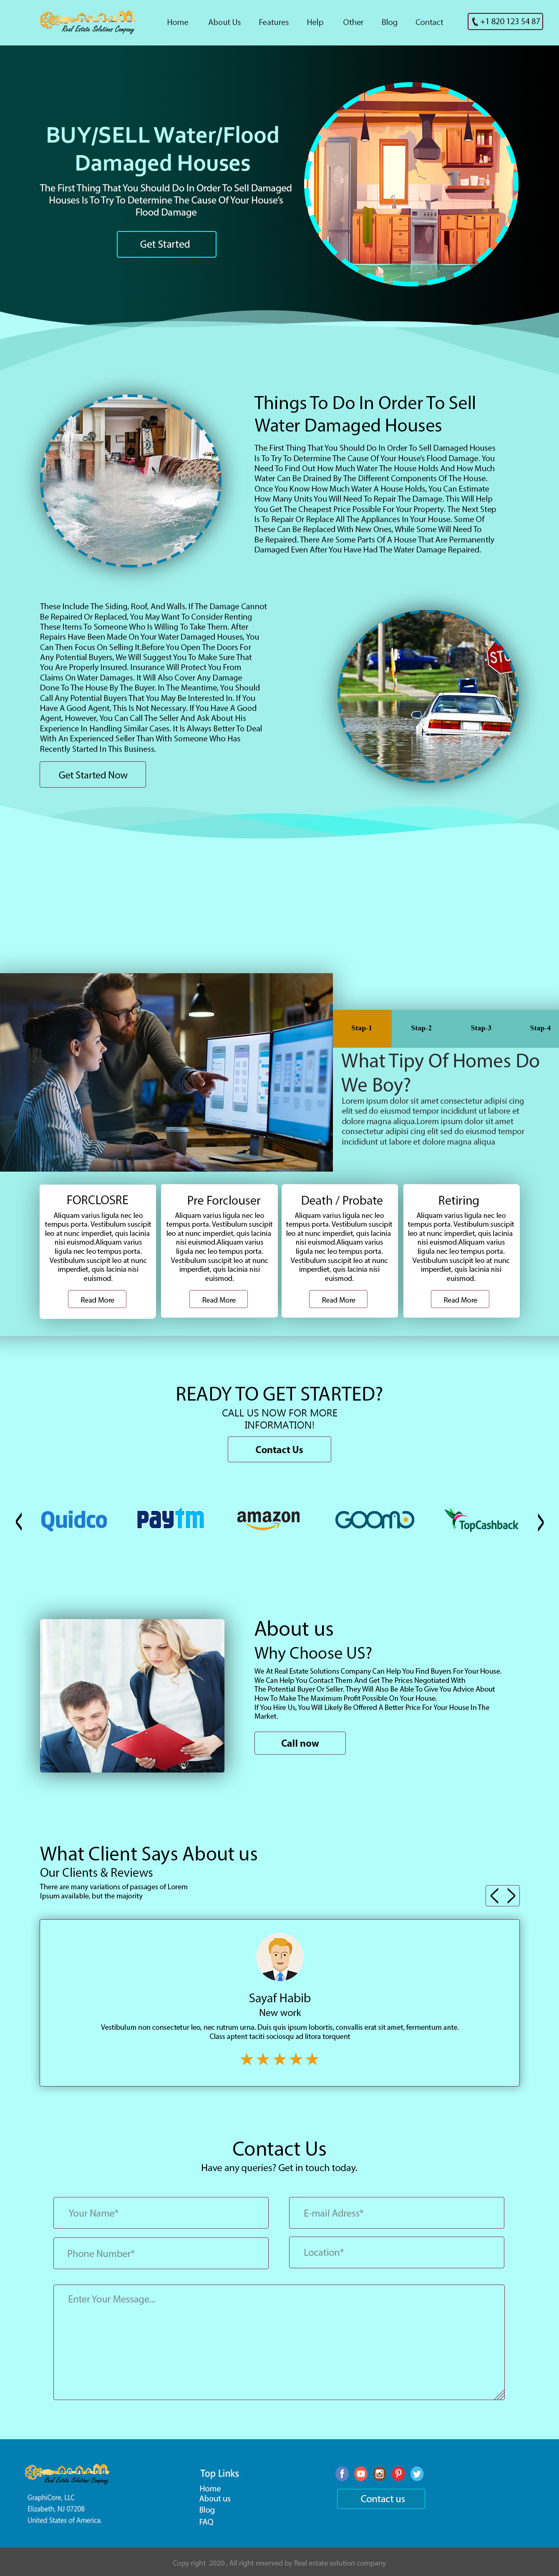 Real Estate Solutions Company
Home About Us Features Help Other Blog Contact +1 820 123 54 87
BUY/SELL Water/Flood
Damaged Houses
The First Thing That You Should Do In Order To Sell Damaged
Houses Is To Try To Determine The Cause Of Your House's
Flood Damage
Get Started
Things To Do In Order To Sell
Water Damaged Houses
The First Thing That You Should Do In Order To Sell Damaged Houses
Is To Try To Determine The Cause Of Your House's Flood Damage. You
Need To Find Out How Much Water The House Holds And How Much
Water Can Be Drained By The Different Components Of The House.
Once You Know How Much Water A House Holds, You Can Estimate
How Many Units You Will Need To Repair The Damage. This Will Help
You Get The Cheapest Price Possible For Your Property. The Next Step
Is To Repair Or Replace All The Appliances In Your House. Some Of
These Can Be Replaced With New Ones, While Some Will Need To
Be Repaired. There Are Some Parts Of A House That Are Permanently
Damaged Even After You Have Had The Water Damage Repaired.
These Include The Siding, Roof, And Walls. If The Damage Cannot
Be Repaired Or Replaced, You May Want To Consider Renting
These Items To Someone Who Is Willing To Take Them. After
Repairs Have Been Made On Your Water Damaged Houses, You
Can Then Focus On Selling It.Before You Open The Doors For
Any Potential Buyers, We Will Suggest You To Make Sure That
You Are Properly Insured. Insurance Will Protect You From
Claims On Water Damages. It Will Also Cover Any Damage
Done To The House By The Buyer. In The Meantime, You Should
Call Any Potential Buyers That You May Be Interested In. If You
Have A Good Agent, This Is Not Necessary. If You Have A Good
Agent, However, You Can Call The Seller And Ask About His
Experience In Handling Similar Cases. It Is Always Better To Deal
With An Experienced Seller Than With Someone Who Has
Recently Started In This Business.
STO
Get Started Now
Stap-1 Stap-2 Stap-3 Stap-4
What Tipy Of Homes Do
We Boy?
Lorem ipsum dolor sit amet consectetur adipisi cing
elit sed do eiusmod tempor incididunt ut labore et
dolore magna aliqua.Lorem ipsum dolor sit amet
consectetur adipisi cing elit sed do eiusmod tempor
incididunt ut labore et dolore magna aliqua
FORCLOSRE
Aliquam varius ligula nec leo
tempus porta. Vestibulum suscipit
leo at nunc imperdiet, quis lacinia
nisi euismod.Aliquam varius
ligula nec leo tempus porta.
Vestibulum suscipit leo at nunc
imperdiet, quis lacinia nisi
euismod.
Read More
Pre Forclouser
Aliquam varius ligula nec leo
tempus porta. Vestibulum suscipit
leo at nunc imperdiet, quis lacinia
nisi euismod.Aliquam varius
ligula nec leo tempus porta.
Vestibulum suscipit leo at nunc
imperdiet, quis lacinia nisi
euismod.
Read More
Death / Probate
Aliquam varius ligula nec leo
tempus porta. Vestibulum suscipit
leo at nunc imperdiet, quis lacinia
nisi euismod.Aliquam varius
ligula nec leo tempus porta.
Vestibulum suscipit leo at nunc
imperdiet, quis lacinia nisi
euismod.
Read More
Retiring
Aliquam varius ligula nec leo
tempus porta. Vestibulum suscipit
leo at nunc imperdiet, quis lacinia
nisi euismod.Aliquam varius
ligula nec leo tempus porta.
Vestibulum suscipit leo at nunc
imperdiet, quis lacinia nisi
euismod.
Read More
READY TO GET STARTED?
CALL US NOW FOR MORE
INFORMATION!
Contact Us
Quidco paytm amazon GOOMO TopCashback
About us
Why Choose US?
We At Real Estate Solutions Company Can Help You Find Buyers For Your House.
We Can Help You Contact Them And Get The Prices Negotiated With
The Potential Buyer Or Seller. They Will Also Be Able To Give You Advice About
How To Make The Maximum Profit Possible On Your House.
If You Hire Us, You Will Likely Be Offered A Better Price For Your House In The
Market.
Call now
What Client Says About us
Our Clients & Reviews
There are many variations of passages of Lorem
Ipsum available, but the majority
Sayaf Habib
New work
Vestibulum non consectetur leo, nec rutrum urna. Duis quis ipsum lobortis, convallis erat sit amet, fermentum ante.
Class aptent taciti sociosqu ad litora torquent
Contact Us
Have any queries? Get in touch today.
Your Name* E-mail Adress*
Phone Number* Location*
Enter Your Message...
Real Estate Solutions Company
GraphiCore, LLC
Elizabeth, NJ 07208
United States of America.
Top Links
Home
About us
Blog
FAQ
Contact us
Copy right 2020 , All right reserved by Real estate solution company